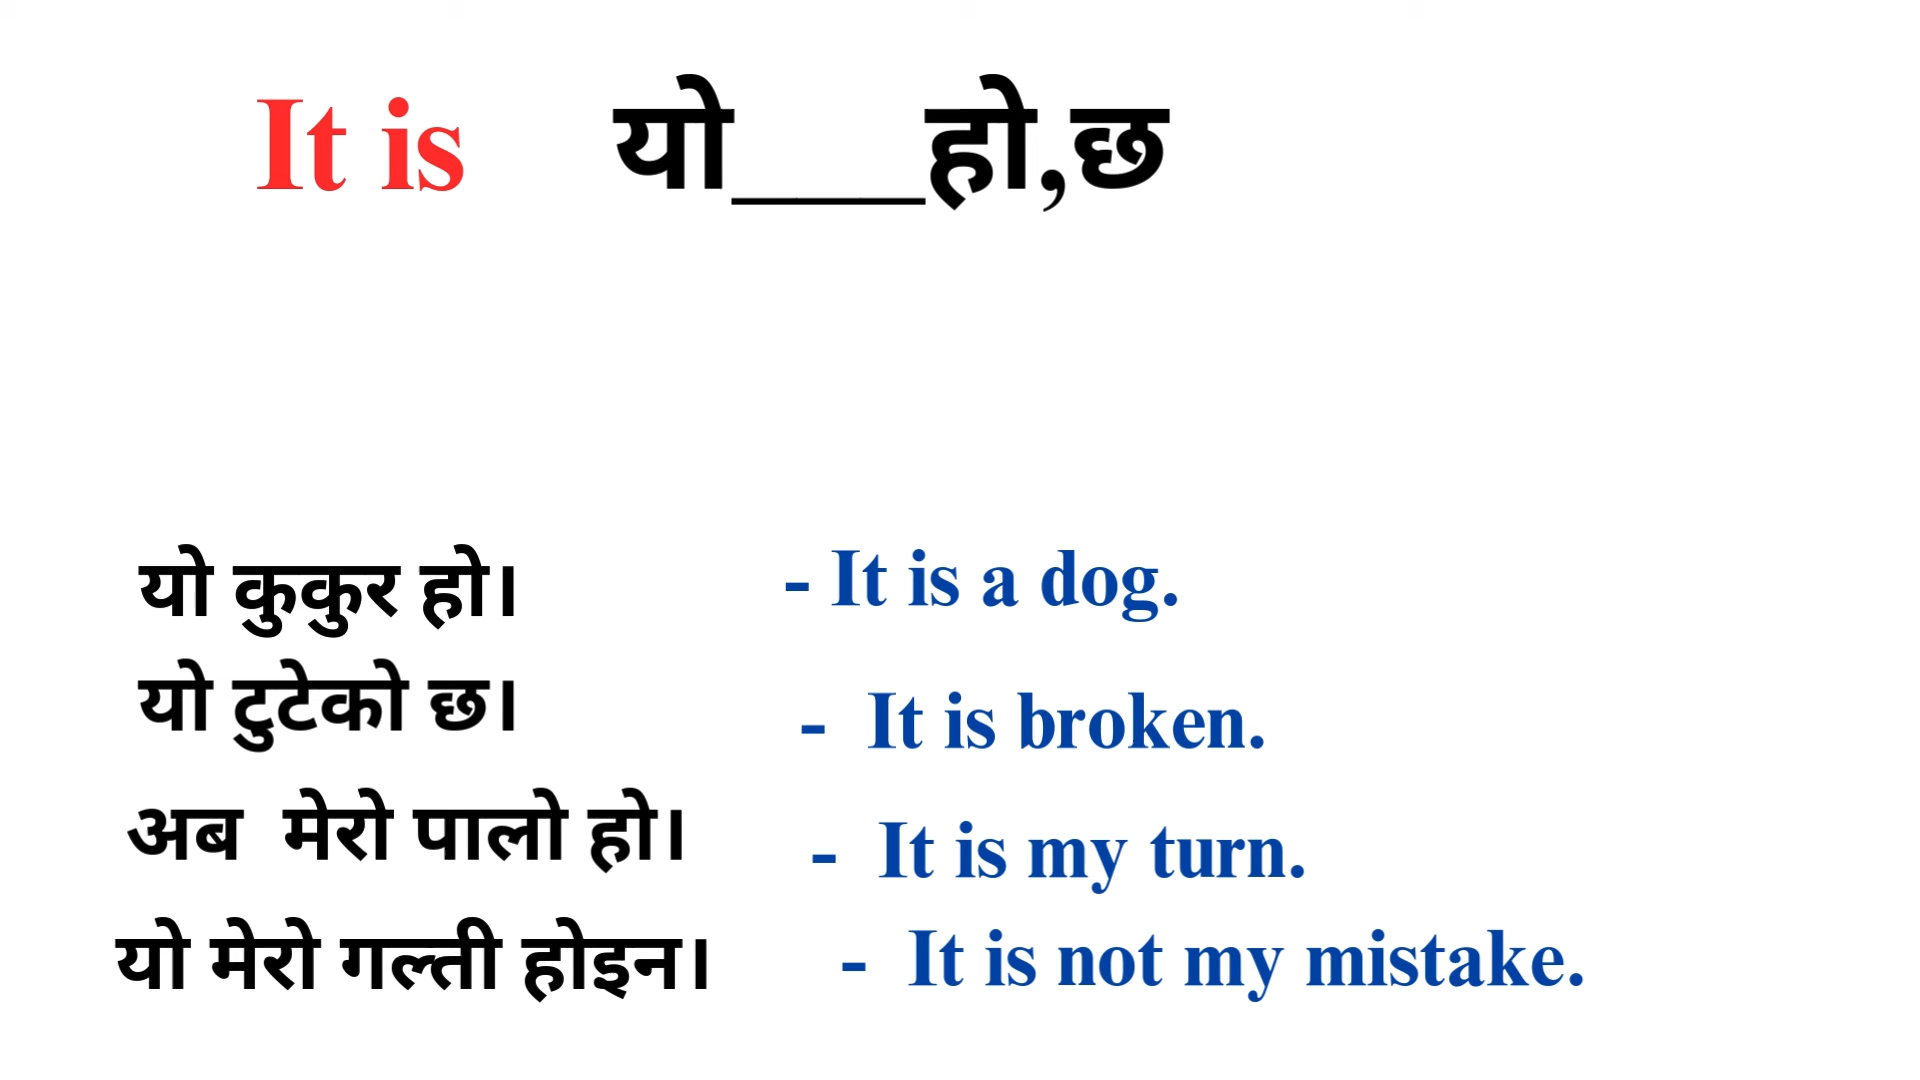 It is यो___हो,छ
यो कुकुर हो। - It is a dog.
यो टुटेको छ। - It is broken.
अब मेरो पालो हो। - It is my turn.
यो मेरो गल्ती होइन। - It is not my mistake.